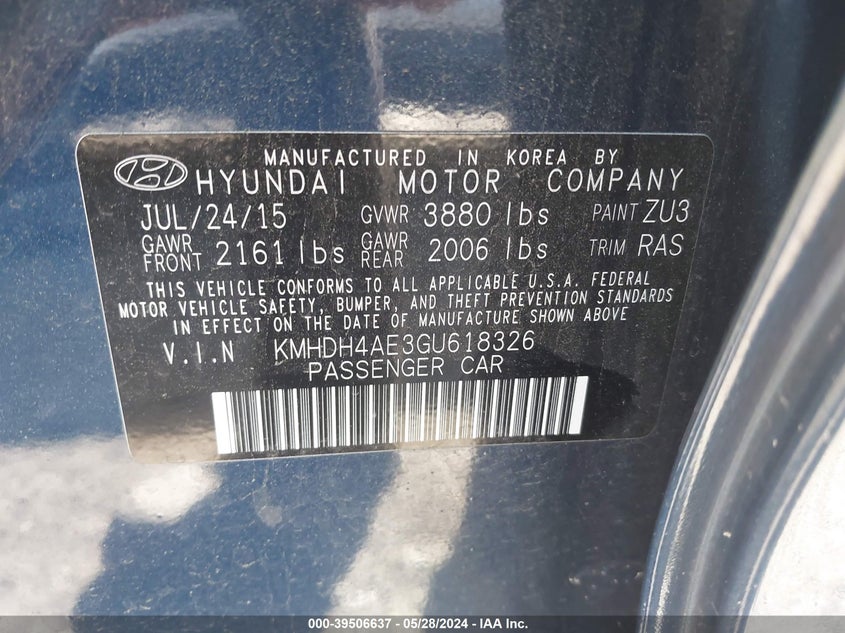 MANUFACTURED IN KOREA BY
HYUNDAI MOTOR COMPANY
JUL/24/15 GVWR 3880 lbs PAINT ZU3
GAWR FRONT 2161 lbs GAWR REAR 2006 lbs TRIM RAS
THIS VEHICLE CONFORMS TO ALL APPLICABLE U.S.A. FEDERAL
MOTOR VEHICLE SAFETY, BUMPER, AND THEFT PREVENTION STANDARDS
IN EFFECT ON THE DATE OF MANUFACTURE SHOWN ABOVE
V.I.N KMHDH4AE3GU618326
PASSENGER CAR
000-39506637 - 05/28/2024 - IAA Inc.